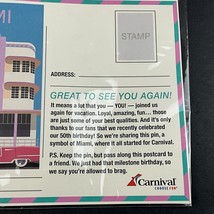 MI
STAMP
ADDRESS:
GREAT TO SEE YOU AGAIN!
It means a lot that you — YOU! — joined us
again for vacation. Loyal, amazing, fun... those
are just some of your best qualities. And it's only
thanks to our fans that we recently celebrated
our 50th birthday! So we're sharing this pin, a
symbol of Miami, where it all started for Carnival.
P.S. Keep the pin, but pass along this postcard to
a friend. We just had that milestone birthday, so
we say you're allowed to brag.
Carnival